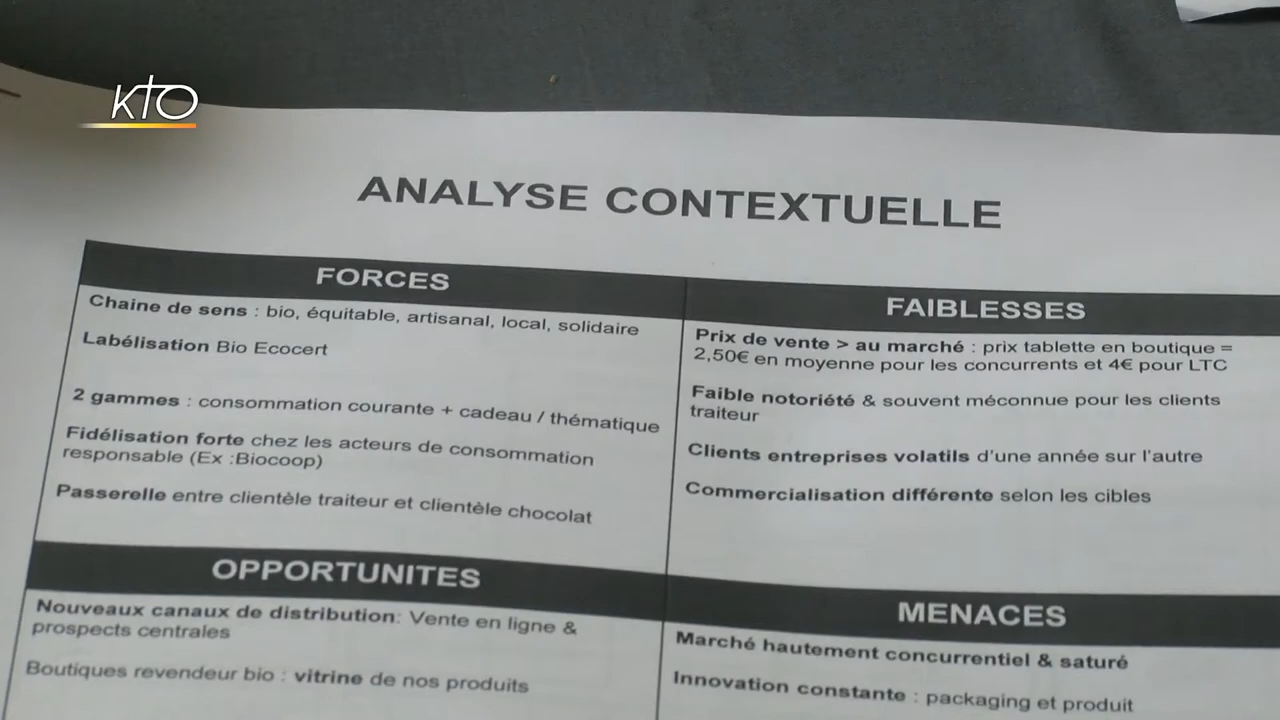 KTO
ANALYSE CONTEXTUELLE
FORCES
Chaine de sens : bio, équitable, artisanal, local, solidaire
Labélisation Bio Ecocert
2 gammes : consommation courante + cadeau / thématique
Fidélisation forte chez les acteurs de consommation
responsable (Ex :Biocoop)
Passerelle entre clientèle traiteur et clientèle chocolat
FAIBLESSES
Prix de vente > au marché : prix tablette en boutique =
2,50€ en moyenne pour les concurrents et 4€ pour LTC
Faible notoriété & souvent méconnue pour les clients
traiteur
Clients entreprises volatils d'une année sur l'autre
Commercialisation différente selon les cibles
OPPORTUNITES
Nouveaux canaux de distribution: Vente en ligne &
prospects centrales
Boutiques revendeur bio : vitrine de nos produits
MENACES
Marché hautement concurrentiel & saturé
Innovation constante : packaging et produit